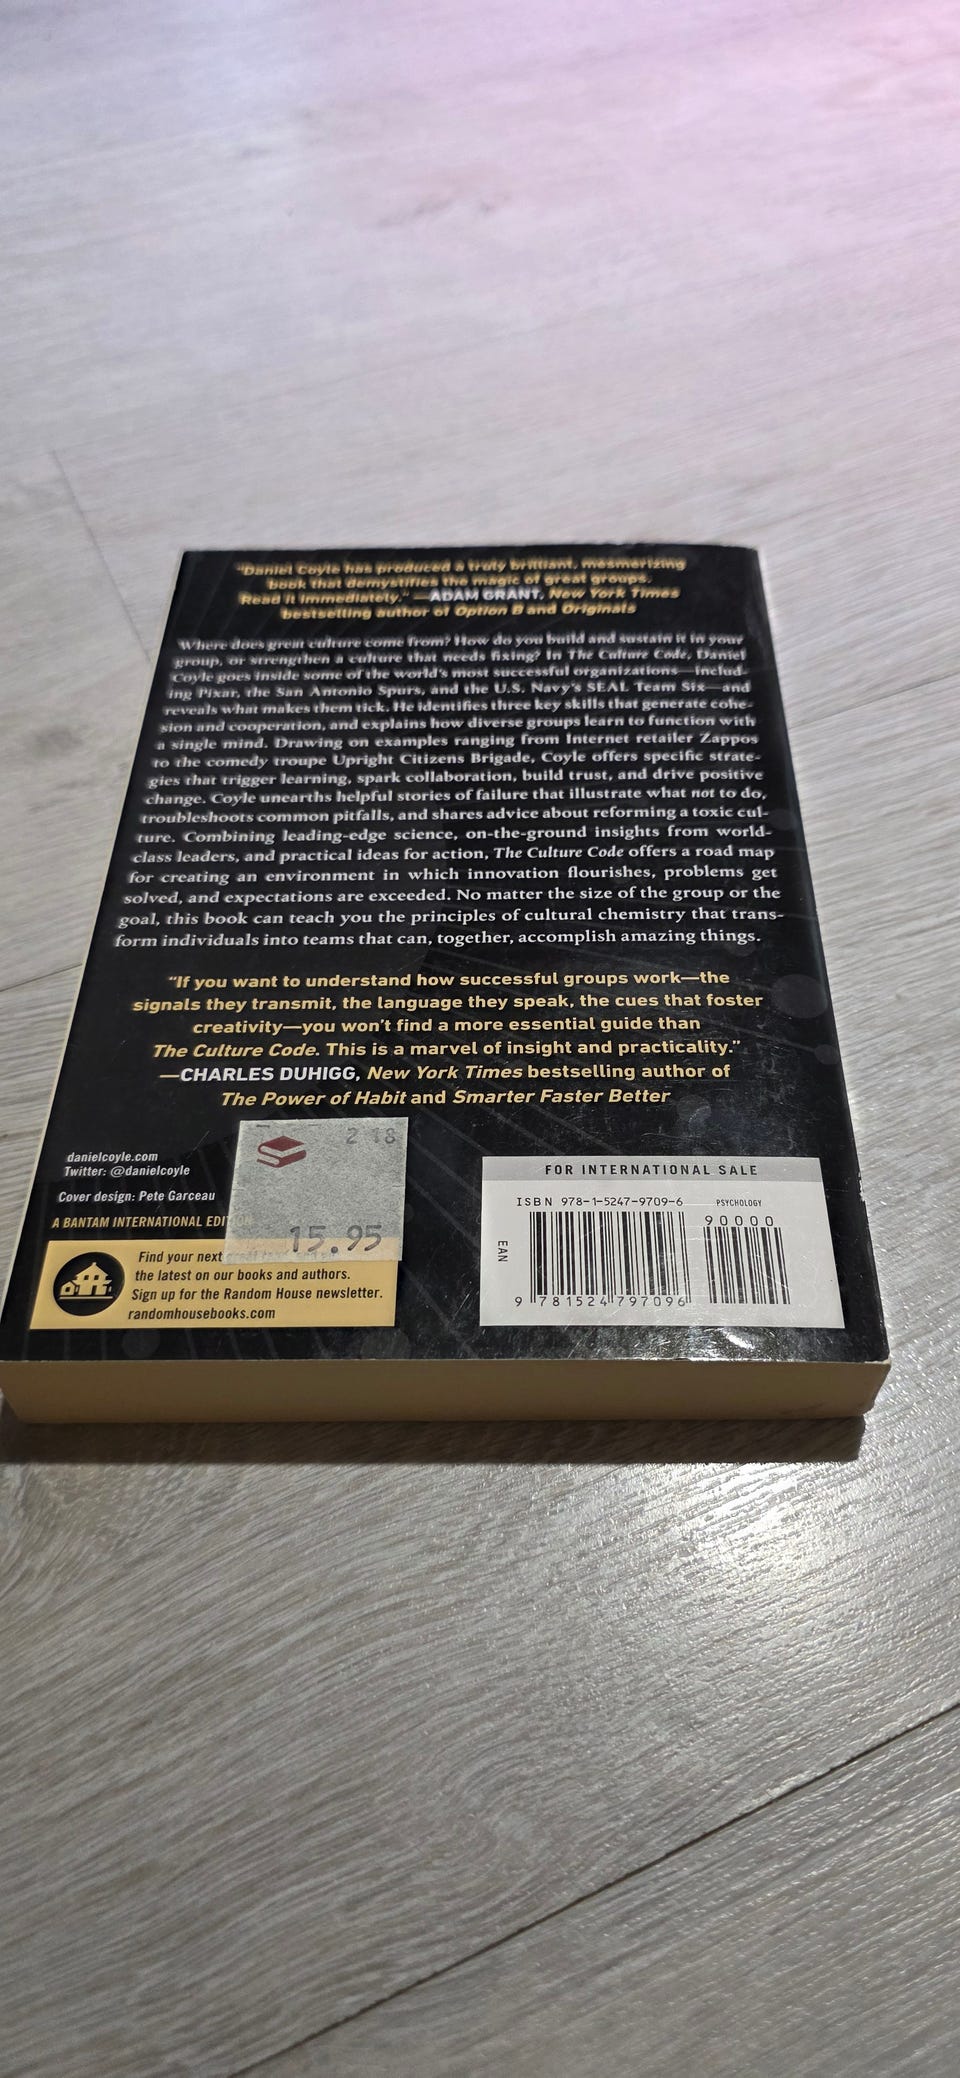 "Daniel Coyle has produced a truly brilliant, mesmerizing
book that demystifies the magic of great groups.
Read it immediately." —ADAM GRANT, New York Times
bestselling author of Option B and Originals
Where does great culture come from? How do you build and sustain it in your
group, or strengthen a culture that needs fixing? In The Culture Code, Daniel
Coyle goes inside some of the world's most successful organizations—includ-
ing Pixar, the San Antonio Spurs, and the U.S. Navy's SEAL Team Six—and
reveals what makes them tick. He identifies three key skills that generate cohe-
sion and cooperation, and explains how diverse groups learn to function with
a single mind. Drawing on examples ranging from Internet retailer Zappos
to the comedy troupe Upright Citizens Brigade, Coyle offers specific strate-
gies that trigger learning, spark collaboration, build trust, and drive positive
change. Coyle unearths helpful stories of failure that illustrate what not to do,
troubleshoots common pitfalls, and shares advice about reforming a toxic cul-
ture. Combining leading-edge science, on-the-ground insights from world-
class leaders, and practical ideas for action, The Culture Code offers a road map
for creating an environment in which innovation flourishes, problems get
solved, and expectations are exceeded. No matter the size of the group or the
goal, this book can teach you the principles of cultural chemistry that trans-
form individuals into teams that can, together, accomplish amazing things.
"If you want to understand how successful groups work—the
signals they transmit, the language they speak, the cues that foster
creativity—you won't find a more essential guide than
The Culture Code. This is a marvel of insight and practicality."
—CHARLES DUHIGG, New York Times bestselling author of
The Power of Habit and Smarter Faster Better
danielcoyle.com
Twitter: @danielcoyle
Cover design: Pete Garceau
A BANTAM INTERNATIONAL EDIT
2 18
15.95
Find your next
the latest on our books and authors.
Sign up for the Random House newsletter.
randomhousebooks.com
FOR INTERNATIONAL SALE
ISBN 978-1-5247-9709-6 PSYCHOLOGY
90000
EAN
9 781524 797096